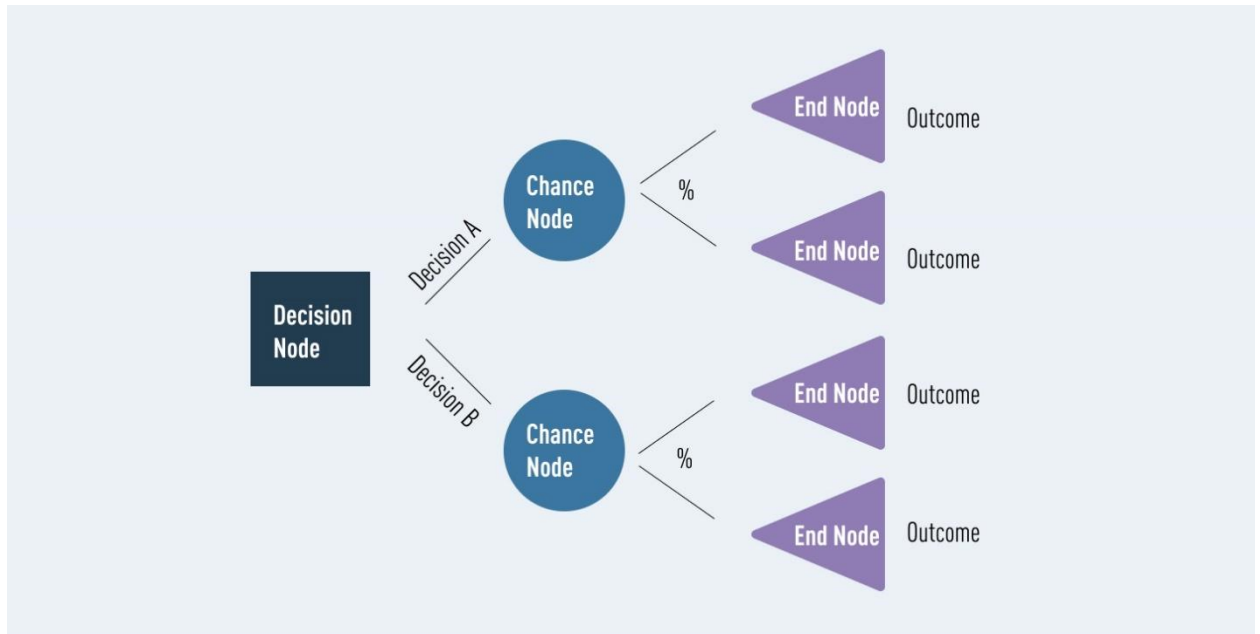 Decision
Node
Decision A
Decision B
Chance
Node
%
Chance
Node
%
End Node
Outcome
End Node
Outcome
End Node
Outcome
End Node
Outcome